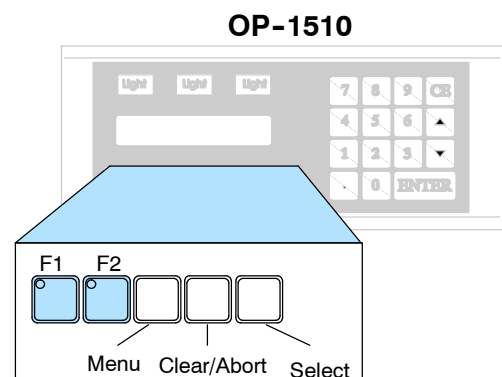 OP-1510
Light Light Light
7 8 9 CE
4 5 6
1 2 3
. 0 ENTER
F1 F2
Menu Clear/Abort Select